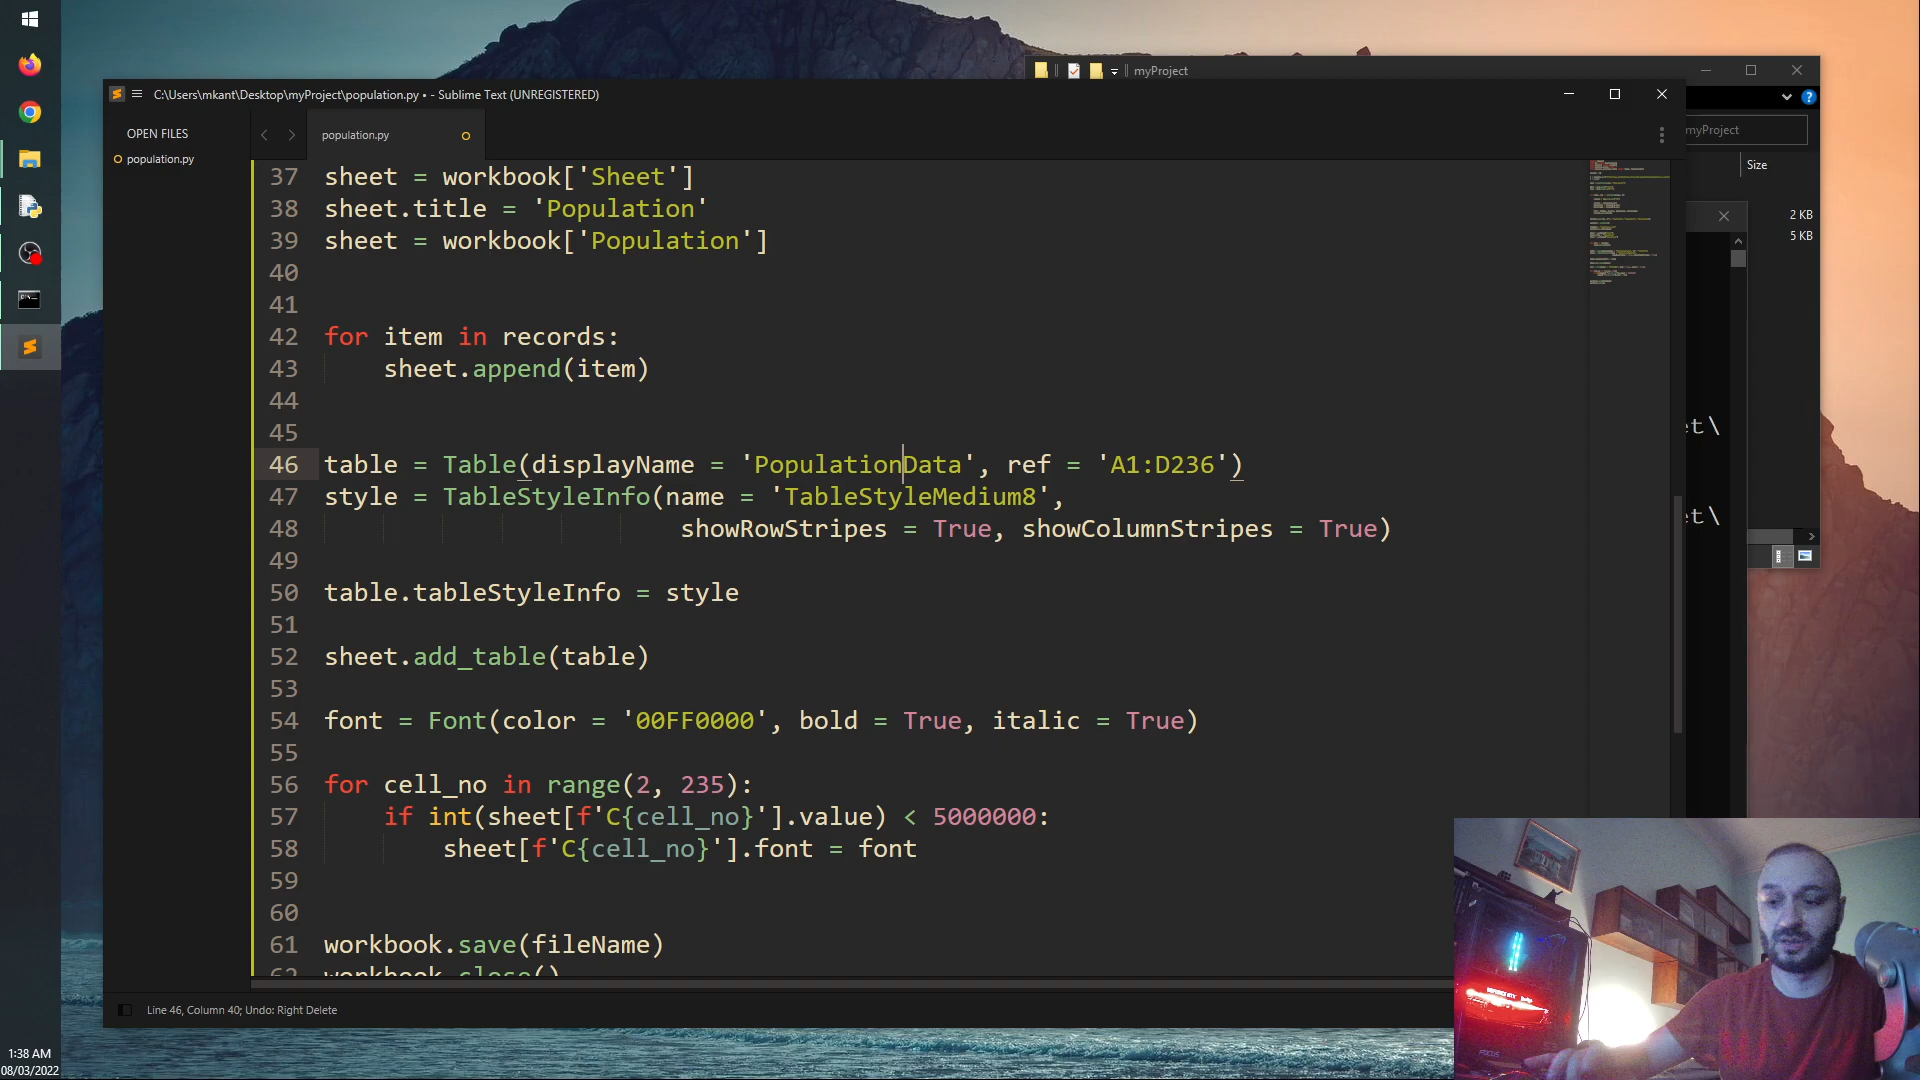 myProject
C:\Users\mkant\Desktop\myProject\population.py • - Sublime Text (UNREGISTERED)
myProject
OPEN FILES
population.py
population.py
Size
2 KB
5 KB
37 sheet = workbook['Sheet']
38 sheet.title = 'Population'
39 sheet = workbook['Population']
40
41
42 for item in records:
43 sheet.append(item)
44
45
46 table = Table(displayName = 'PopulationData', ref = 'A1:D236')
47 style = TableStyleInfo(name = 'TableStyleMedium8',
48 showRowStripes = True, showColumnStripes = True)
49
50 table.tableStyleInfo = style
51
52 sheet.add_table(table)
53
54 font = Font(color = '00FF0000', bold = True, italic = True)
55
56 for cell_no in range(2, 235):
57 if int(sheet[f'C{cell_no}'].value) < 5000000:
58 sheet[f'C{cell_no}'].font = font
59
60
61 workbook.save(fileName)
62 workbook.close()
et\
et\
Line 46, Column 40; Undo: Right Delete
1:38 AM
08/03/2022